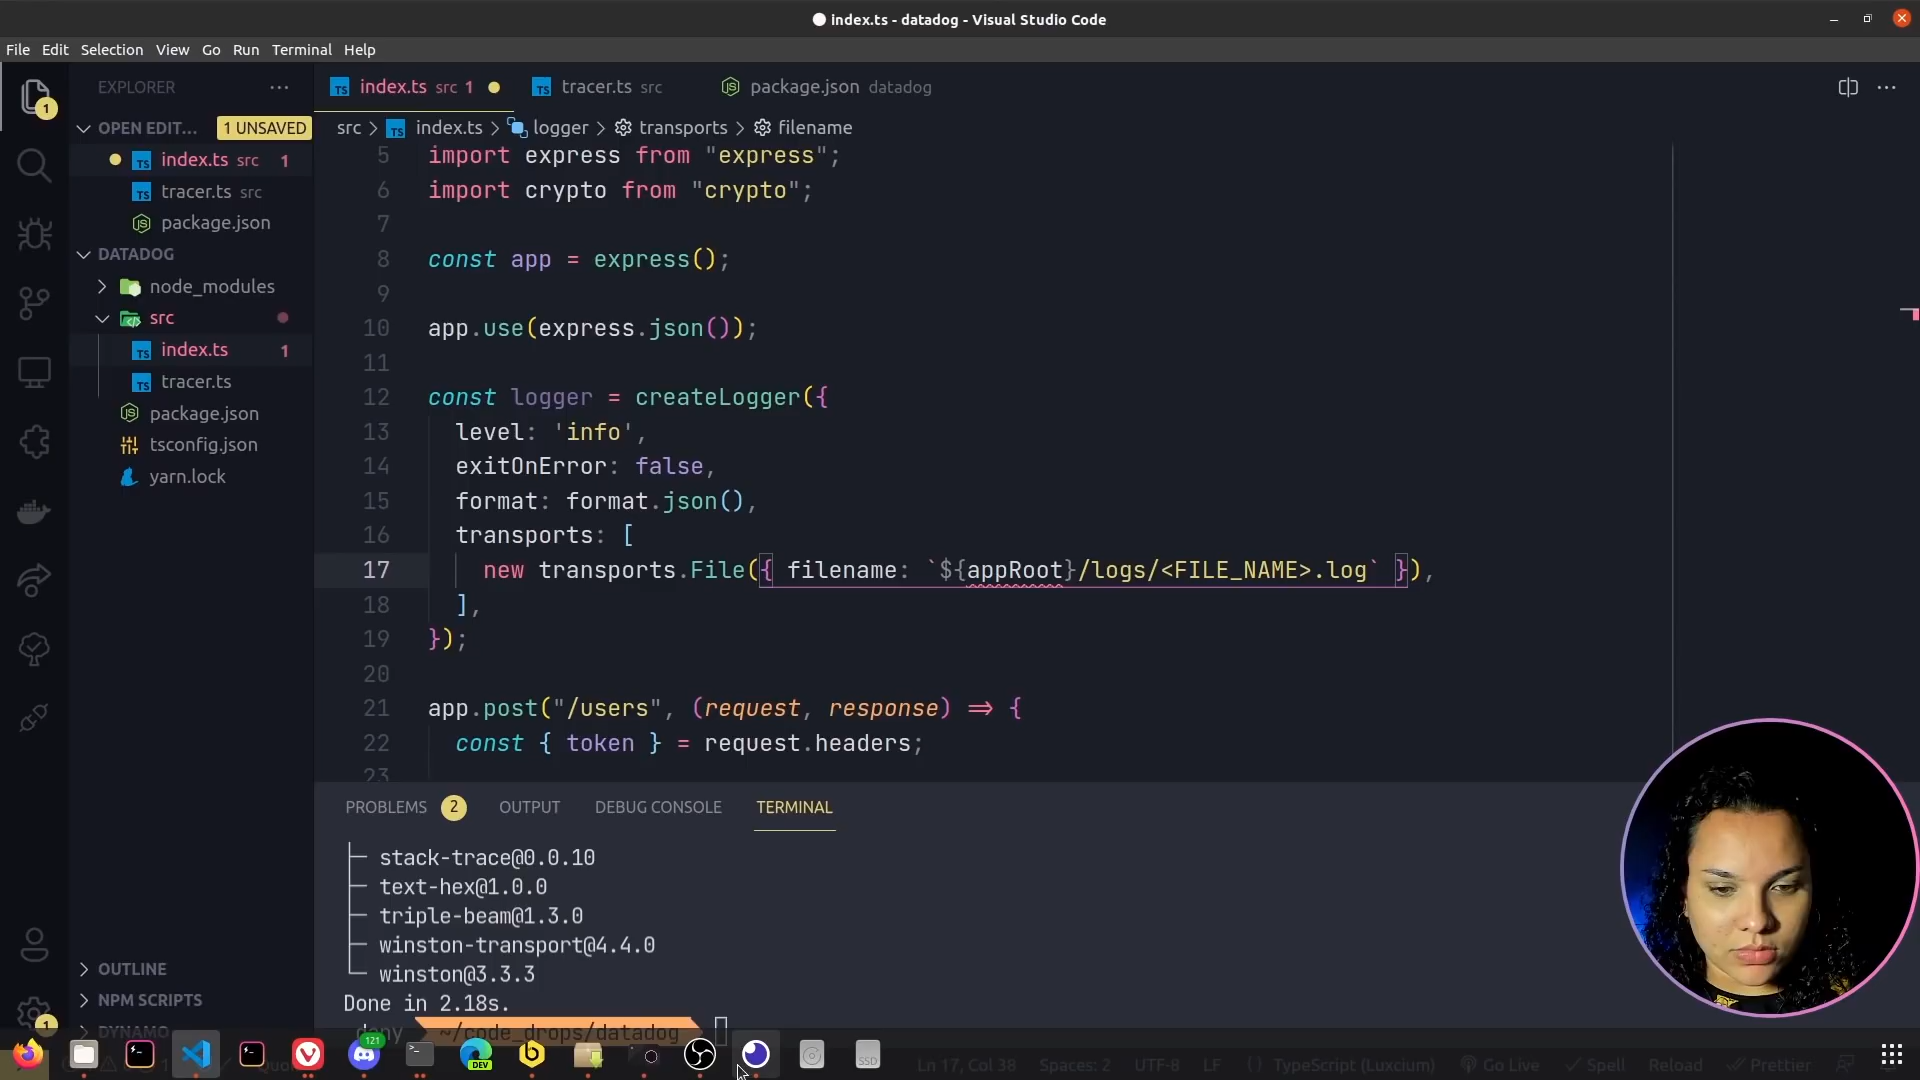 index.ts - datadog - Visual Studio Code
File Edit Selection View Go Run Terminal Help
EXPLORER ...
OPEN EDIT... 1 UNSAVED
index.ts src 1
tracer.ts src
package.json
DATADOG
node_modules
src
index.ts 1
tracer.ts
package.json
tsconfig.json
yarn.lock
OUTLINE
NPM SCRIPTS
DYNAMO
1
1
index.ts src 1 tracer.ts src package.json datadog
src > index.ts > logger > transports > filename
5 import express from "express";
6 import crypto from "crypto";
7
8 const app = express();
9
10 app.use(express.json());
11
12 const logger = createLogger({
13 level: 'info',
14 exitOnError: false,
15 format: format.json(),
16 transports: [
17 new transports.File({ filename: `${appRoot}/logs/<FILE_NAME>.log` }),
18 ],
19 });
20
21 app.post("/users", (request, response) => {
22 const { token } = request.headers;
23
PROBLEMS 2 OUTPUT DEBUG CONSOLE TERMINAL
├─ stack-trace@0.0.10
├─ text-hex@1.0.0
├─ triple-beam@1.3.0
├─ winston-transport@4.4.0
└─ winston@3.3.3
Done in 2.18s.
~/code_drops/datadog
121
DEV
SSD
Ln 17, Col 38 Spaces: 2 UTF-8 LF TypeScript (Luxcium) Go Live Spell Reload Prettier